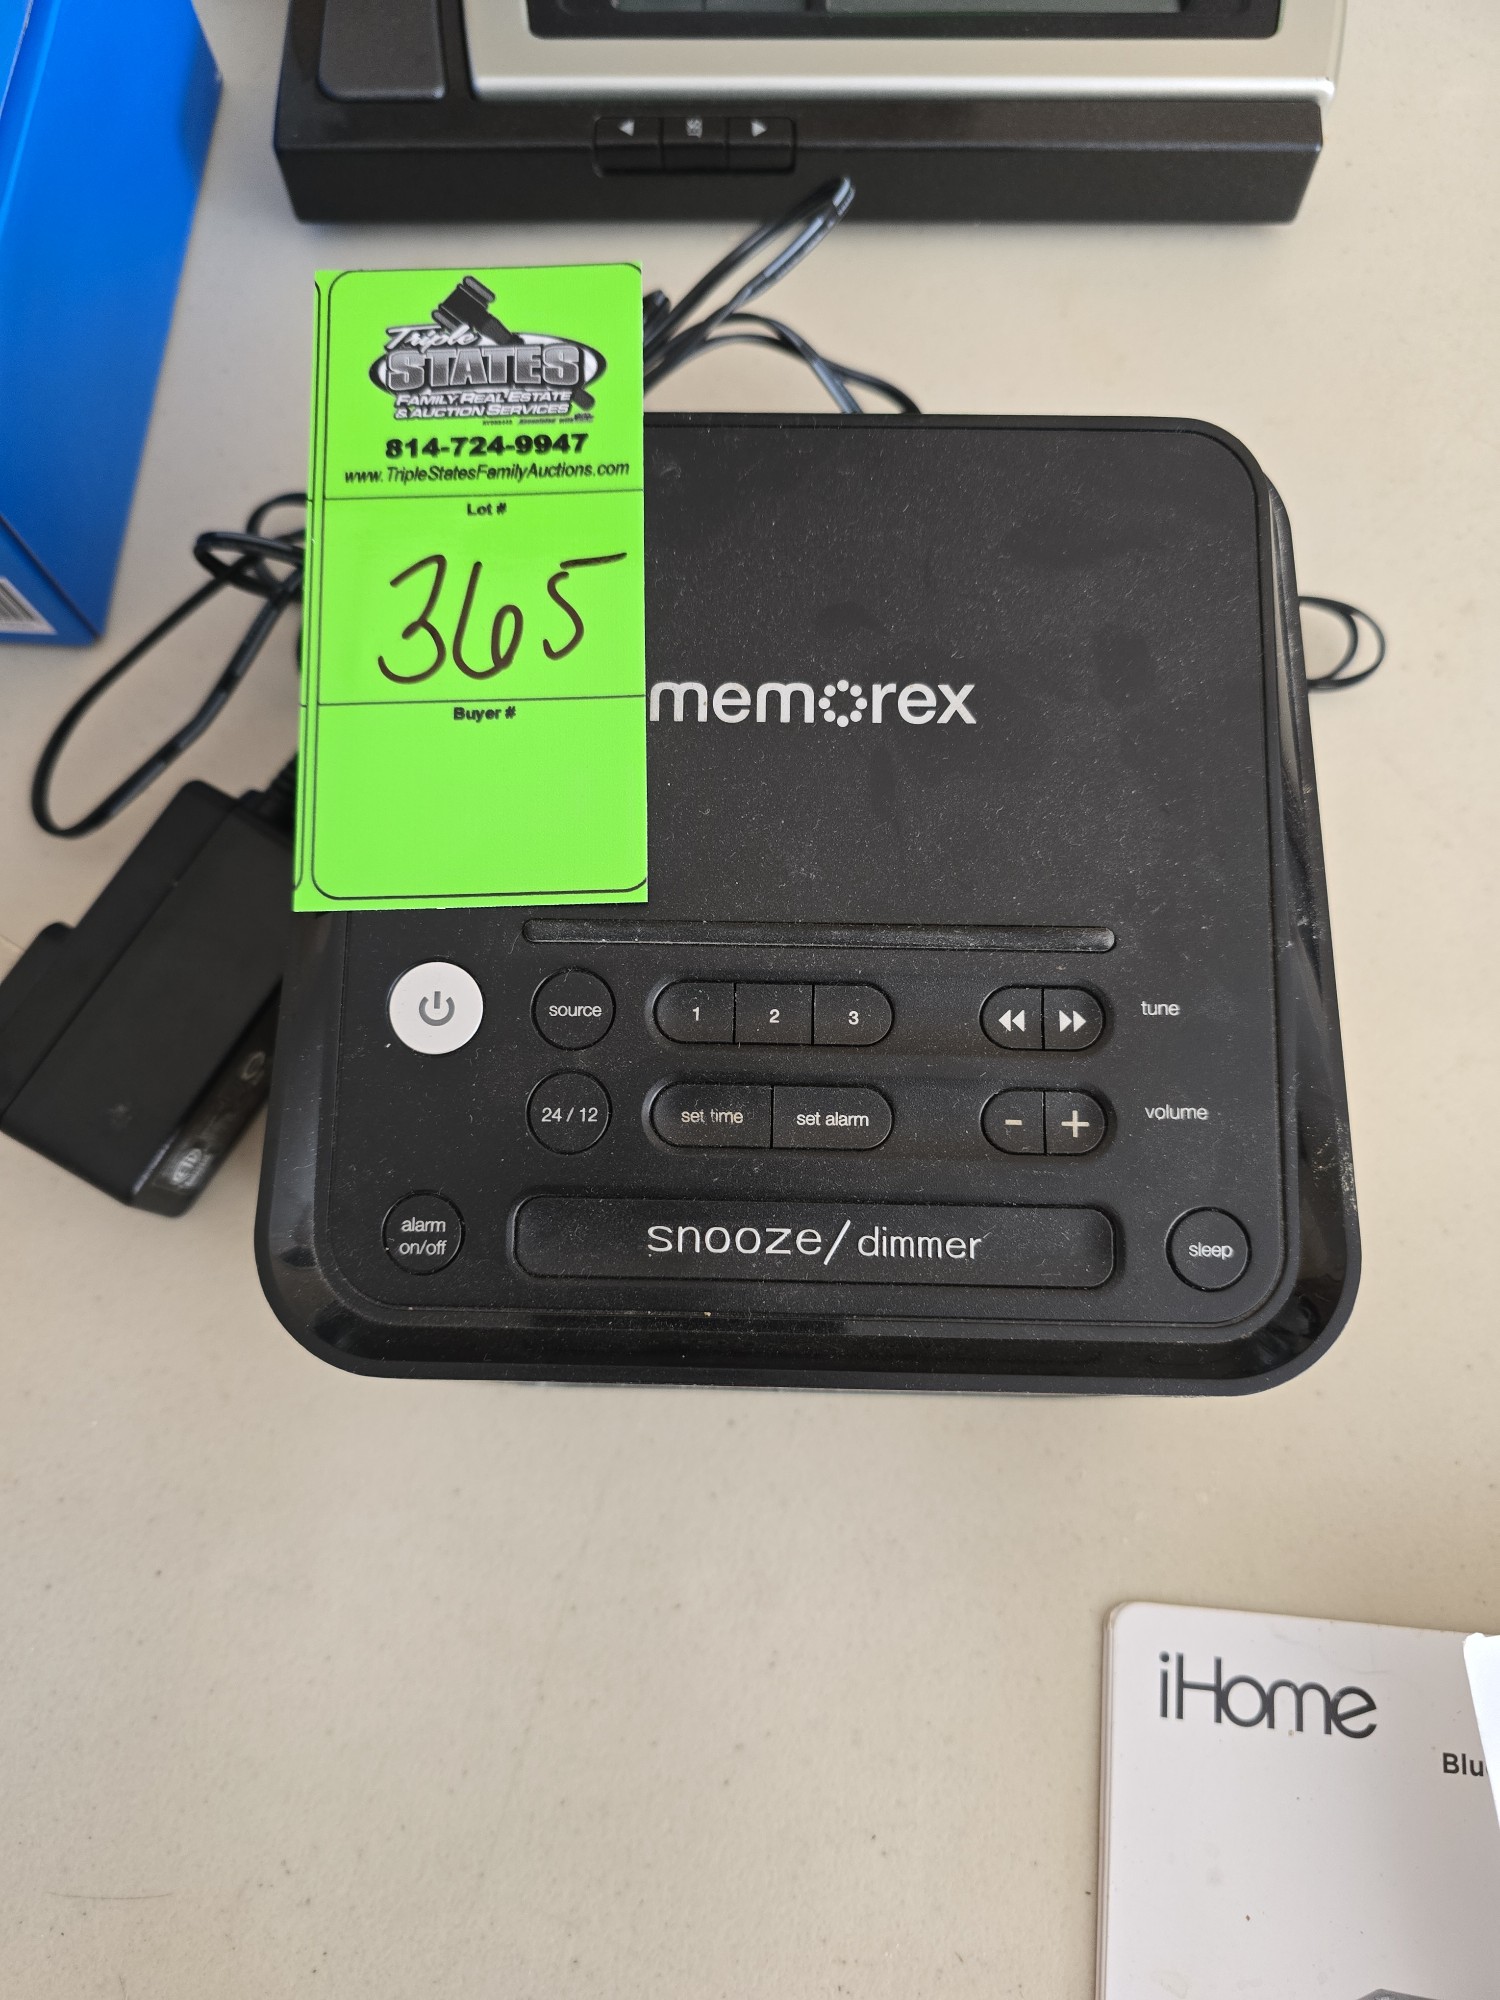 SET
Triple
STATES
FAMILY REAL ESTATE
& AUCTION SERVICES
814-724-9947
www.TripleStatesFamilyAuctions.com
Lot #
365
Buyer #
memorex
source
1
2
3
tune
24 / 12
set time
set alarm
- +
volume
alarm
on/off
snooze/dimmer
sleep
iHome
Blu